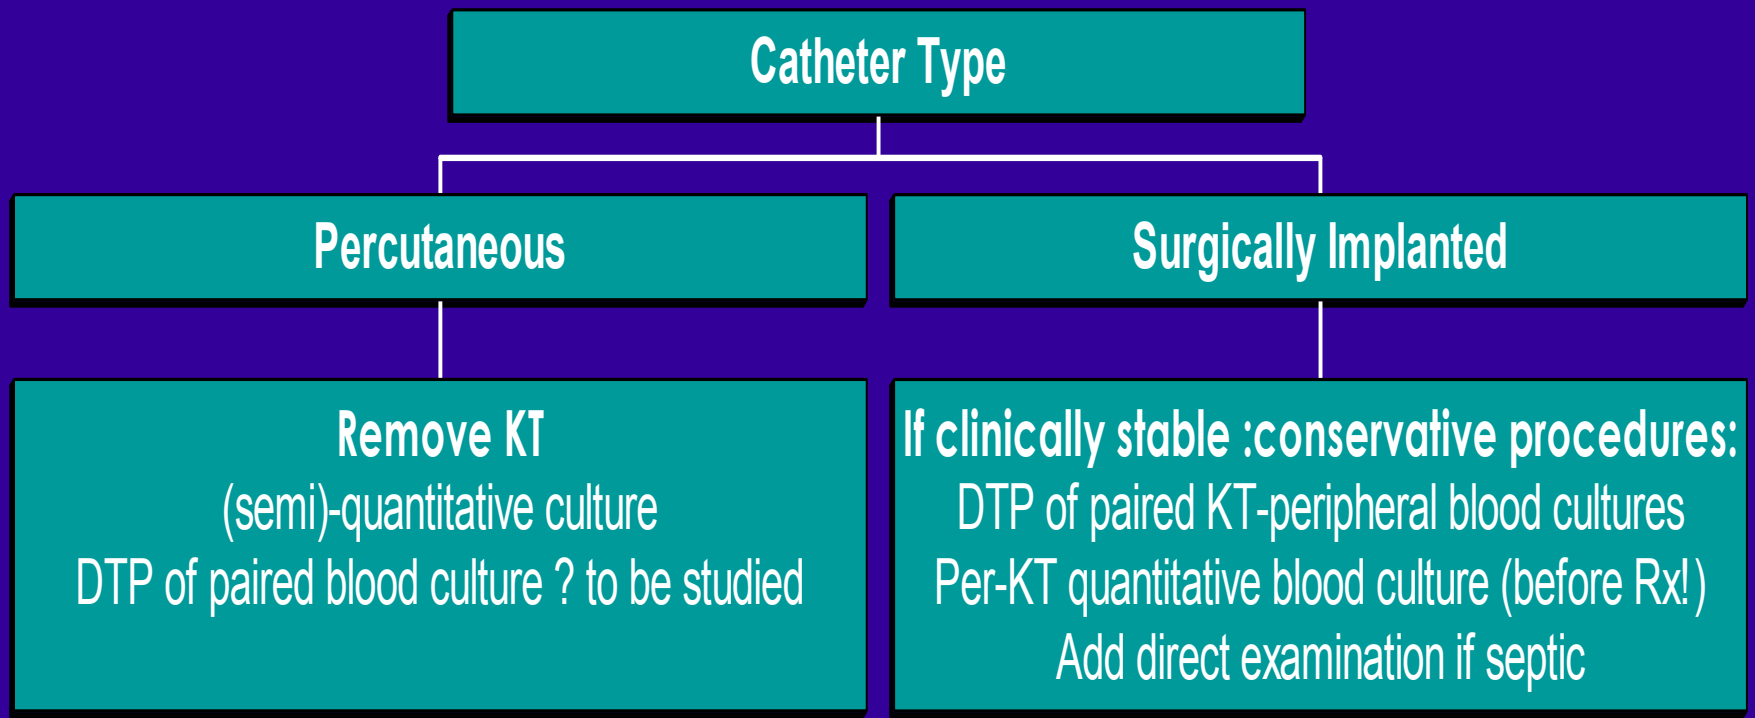 Catheter Type
Percutaneous
Surgically Implanted
Remove KT
(semi)-quantitative culture
DTP of paired blood culture ? to be studied
If clinically stable :conservative procedures:
DTP of paired KT-peripheral blood cultures
Per-KT quantitative blood culture (before Rx!)
Add direct examination if septic